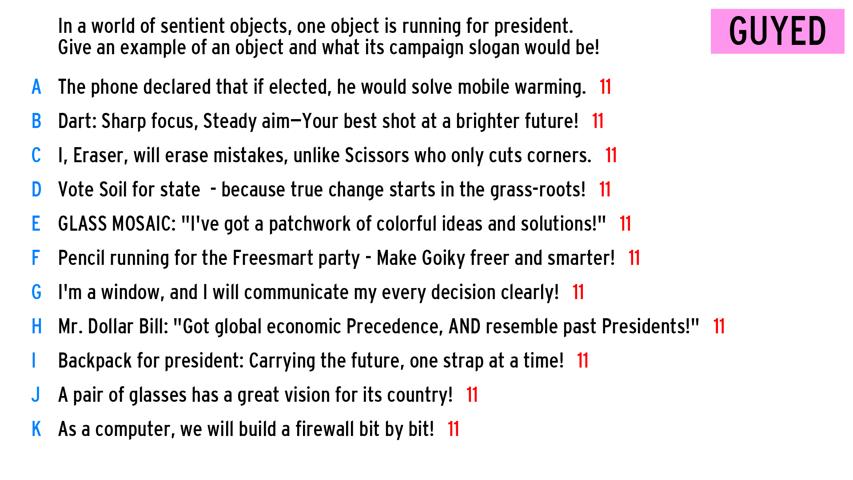 In a world of sentient objects, one object is running for president.
Give an example of an object and what its campaign slogan would be!
GUYED
A The phone declared that if elected, he would solve mobile warming. 11
B Dart: Sharp focus, Steady aim—Your best shot at a brighter future! 11
C I, Eraser, will erase mistakes, unlike Scissors who only cuts corners. 11
D Vote Soil for state  - because true change starts in the grass-roots! 11
E GLASS MOSAIC: "I've got a patchwork of colorful ideas and solutions!" 11
F Pencil running for the Freesmart party - Make Goiky freer and smarter! 11
G I'm a window, and I will communicate my every decision clearly! 11
H Mr. Dollar Bill: "Got global economic Precedence, AND resemble past Presidents!" 11
I Backpack for president: Carrying the future, one strap at a time! 11
J A pair of glasses has a great vision for its country! 11
K As a computer, we will build a firewall bit by bit! 11